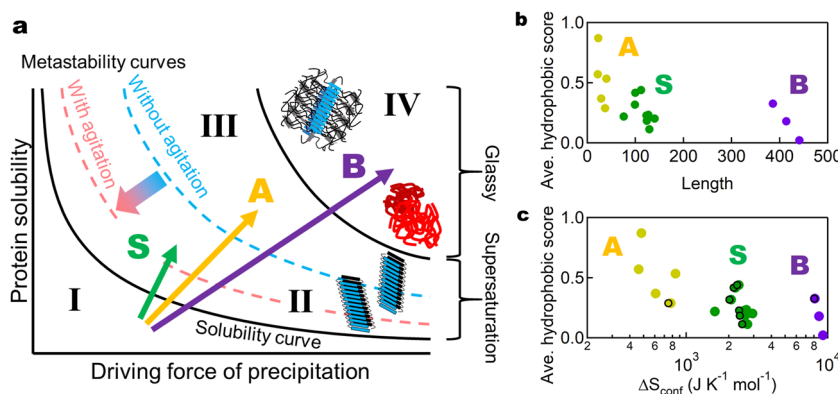 a
Metastability curves
With agitation
Without agitation
III
IV
B
A
S
I
II
Solubility curve
Protein solubility
Driving force of precipitation
Glassy
Supersaturation
b
Ave. hydrophobic score
1.0
0.5
0.0
A
S
B
0 100 200 300 400 500
Length
c
Ave. hydrophobic score
1.0
0.5
0.0
A
S
B
2 4 6 8 10³ 2 4 6 8 10⁴
ΔSconf (J K⁻¹ mol⁻¹)